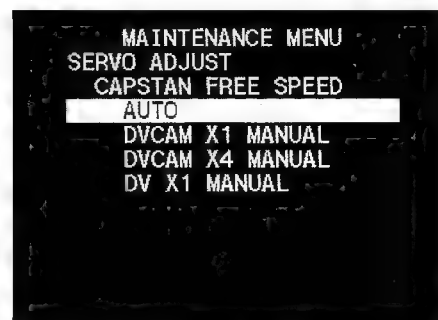 MAINTENANCE MENU
SERVO ADJUST
CAPSTAN FREE SPEED
AUTO
DVCAM X1 MANUAL
DVCAM X4 MANUAL
DV X1 MANUAL